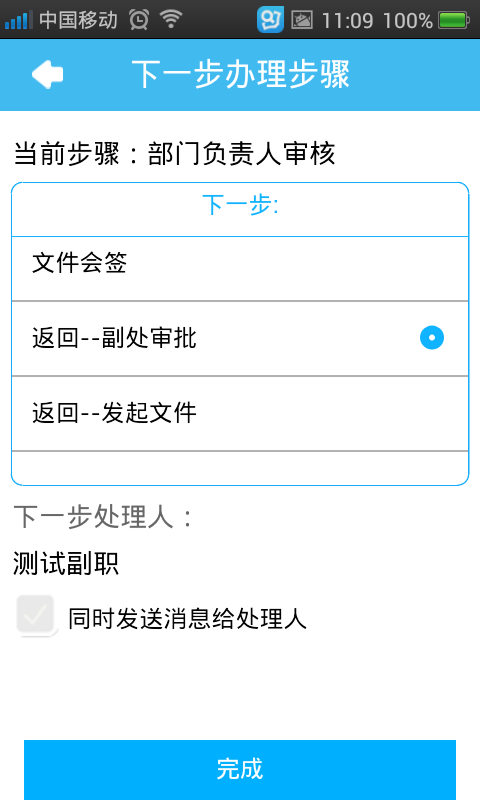 中国移动 11:09 100%
下一步办理步骤
当前步骤：部门负责人审核
下一步:
文件会签
返回--副处审批
返回--发起文件
下一步处理人：
测试副职
同时发送消息给处理人
完成